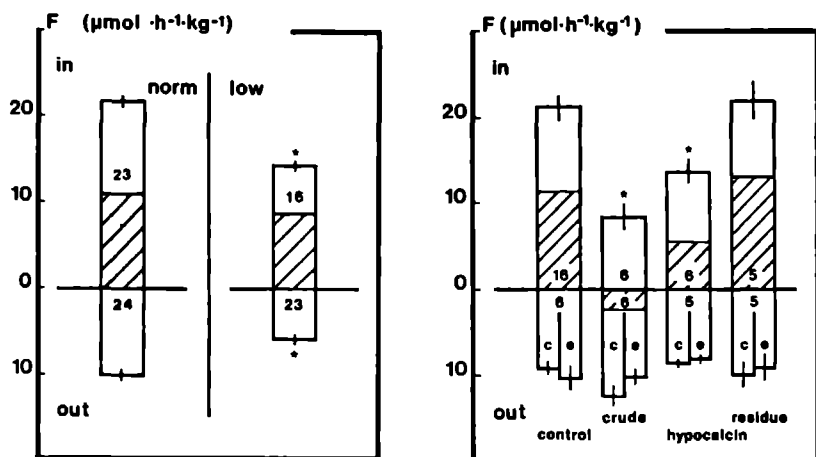 F (µmol ·h⁻¹·kg⁻¹)
in
norm
low
20
10
0
10
out
23
24
*
16
23
*
F (µmol·h⁻¹·kg⁻¹)
in
20
10
0
10
out
*
*
16 6 6 5
6 6 5 5
c e c e c e c e
crude residue
control hypocalcin